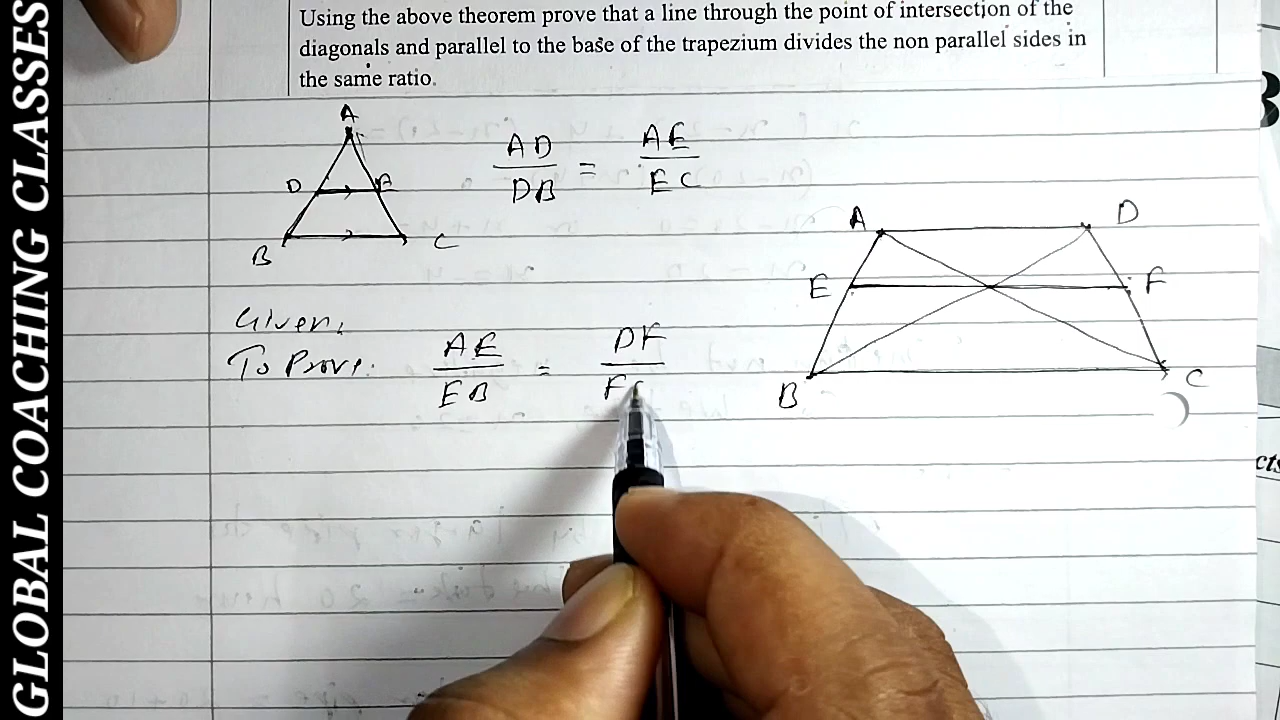 GLOBAL COACHING CLASSES
Using the above theorem prove that a line through the point of intersection of the
diagonals and parallel to the base of the trapezium divides the non parallel sides in
the same ratio.
A
D E
B C
AD/DB = AE/EC
A D
E F
B C
Given,
To Prove: AE/EB = DF/FC
cts